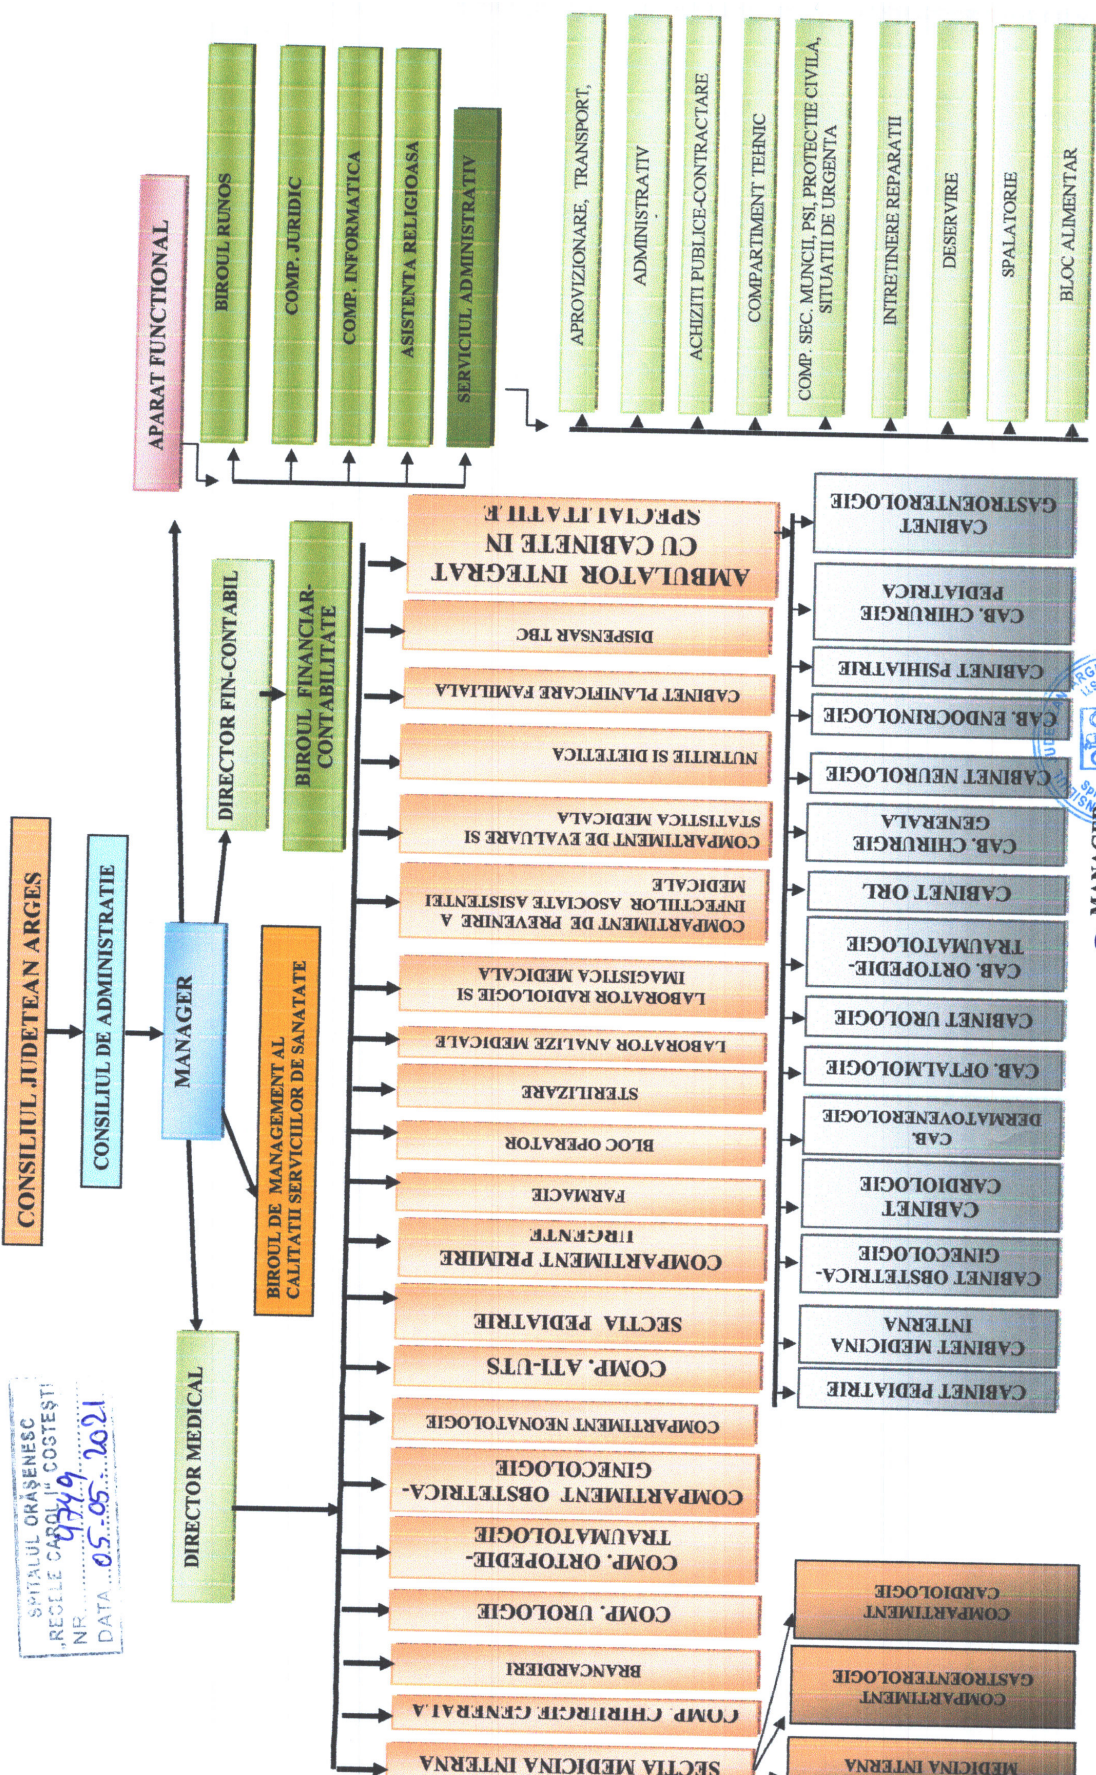 SPITALUL ORĂŞENESC
„REGELE CAROL I" COSTEŞTI
NR. 9749
DATA 05.05.2021
CONSILIUL JUDETEAN ARGES
CONSILIUL DE ADMINISTRATIE
MANAGER
DIRECTOR MEDICAL
BIROUL DE MANAGEMENT AL
CALITATII SERVICIILOR DE SANATATE
DIRECTOR FIN-CONTABIL
BIROUL FINANCIAR-
CONTABILITATE
APARAT FUNCTIONAL
BIROUL RUNOS
COMP. JURIDIC
COMP. INFORMATICA
ASISTENTA RELIGIOASA
SERVICIUL ADMINISTRATIV
APROVIZIONARE, TRANSPORT,
ADMINISTRATIV
ACHIZITI PUBLICE-CONTRACTARE
COMPARTIMENT TEHNIC
COMP. SEC. MUNCII, PSI, PROTECTIE CIVILA,
SITUATII DE URGENTA
INTRETINERE REPARATII
DESERVIRE
SPALATORIE
BLOC ALIMENTAR
SECTIA MEDICINA INTERNA
COMP. CHIRURGIE GENERALA
BRANCARDIERI
COMP. UROLOGIE
COMP. ORTOPEDIE-
TRAUMATOLOGIE
COMPARTIMENT OBSTETRICA-
GINECOLOGIE
COMPARTIMENT NEONATOLOGIE
COMP. ATI-UTS
SECTIA PEDIATRIE
COMPARTIMENT PRIMIRE
URGENTE
FARMACIE
BLOC OPERATOR
STERILIZARE
LABORATOR ANALIZE MEDICALE
LABORATOR RADIOLOGIE SI
IMAGISTICA MEDICALA
COMPARTIMENT DE PREVENIRE A
INFECTIILOR ASOCIATE ASISTENTEI
MEDICALE
COMPARTIMENT DE EVALUARE SI
STATISTICA MEDICALA
NUTRITIE SI DIETETICA
CABINET PLANIFICARE FAMILIALA
DISPENSAR TBC
AMBULATOR INTEGRAT
CU CABINETE IN
SPECIALITATILE
MEDICINA INTERNA
COMPARTIMENT
GASTROENTEROLOGIE
COMPARTIMENT
CARDIOLOGIE
CABINET PEDIATRIE
CABINET MEDICINA
INTERNA
CABINET OBSTETRICA-
GINECOLOGIE
CABINET
CARDIOLOGIE
CAB.
DERMATOVENEROLOGIE
CAB. OFTALMOLOGIE
CABINET UROLOGIE
CAB. ORTOPEDIE-
TRAUMATOLOGIE
CABINET ORL
CAB. CHIRURGIE
GENERALA
CABINET NEUROLOGIE
CAB. ENDOCRINOLOGIE
CABINET PSIHIATRIE
CAB. CHIRURGIE
PEDIATRICA
CABINET
GASTROENTEROLOGIE
MANAGER